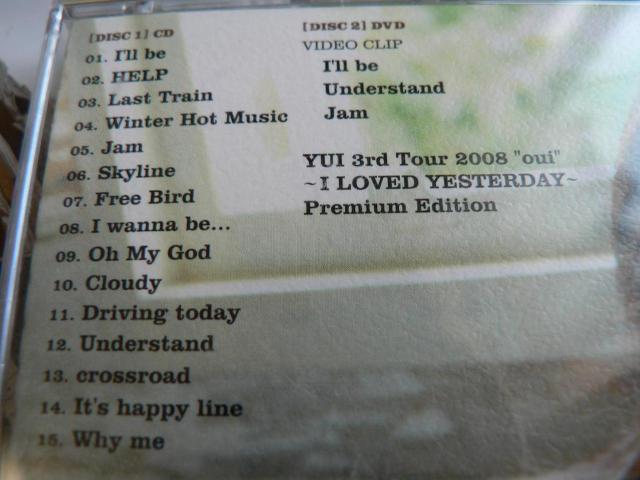 [DISC 1] CD
01. I'll be
02. HELP
03. Last Train
04. Winter Hot Music
05. Jam
06. Skyline
07. Free Bird
08. I wanna be...
09. Oh My God
10. Cloudy
11. Driving today
12. Understand
13. crossroad
14. It's happy line
15. Why me
[DISC 2] DVD
VIDEO CLIP
I'll be
Understand
Jam
YUI 3rd Tour 2008 "oui"
~I LOVED YESTERDAY~
Premium Edition